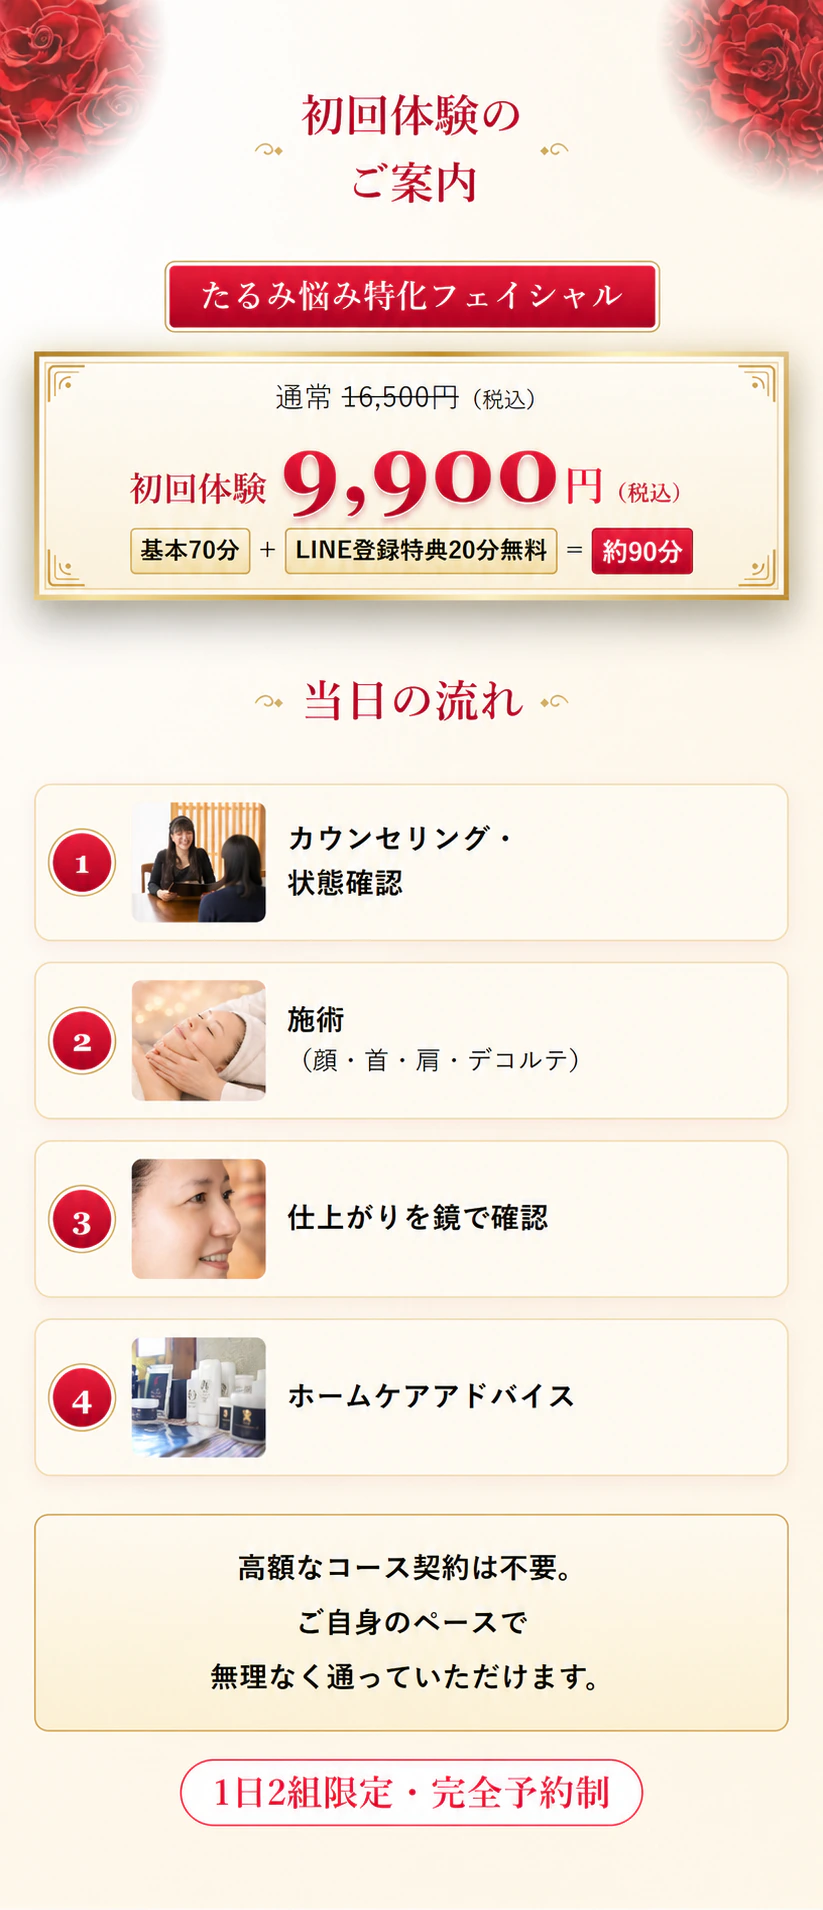 初回体験の
ご案内
たるみ悩み特化フェイシャル
通常 16,500円（税込）
初回体験 9,900円（税込）
基本70分 + LINE登録特典20分無料 = 約90分
当日の流れ
1
カウンセリング・
状態確認
2
施術
（顔・首・肩・デコルテ）
3
仕上がりを鏡で確認
4
ホームケアアドバイス
高額なコース契約は不要。
ご自身のペースで
無理なく通っていただけます。
1日2組限定・完全予約制